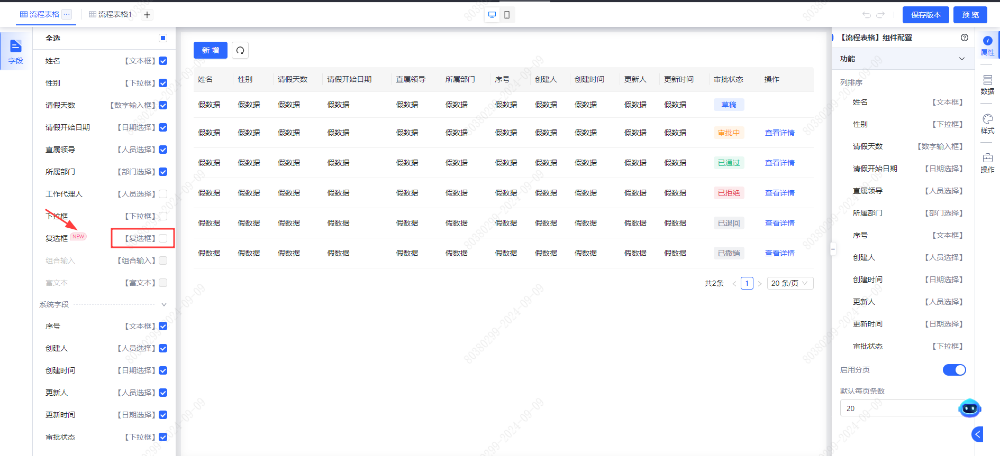 流程表格 ···
流程表格1
+
保存版本
预 览
字段
全选
姓名 【文本框】
性别 【下拉框】
请假天数 【数字输入框】
请假开始日期 【日期选择】
直属领导 【人员选择】
所属部门 【部门选择】
工作代理人 【人员选择】
下拉框 【下拉框】
复选框 NEW 【复选框】
组合输入 【组合输入】
富文本 【富文本】
系统字段
序号 【文本框】
创建人 【人员选择】
创建时间 【日期选择】
更新人 【人员选择】
更新时间 【日期选择】
审批状态 【下拉框】
新 增
姓名 性别 请假天数 请假开始日期 直属领导 所属部门 序号 创建人 创建时间 更新人 更新时间 审批状态 操作
假数据 假数据 假数据 假数据 假数据 假数据 假数据 假数据 假数据 假数据 假数据 草稿
假数据 假数据 假数据 假数据 假数据 假数据 假数据 假数据 假数据 假数据 假数据 审批中 查看详情
假数据 假数据 假数据 假数据 假数据 假数据 假数据 假数据 假数据 假数据 假数据 已通过 查看详情
假数据 假数据 假数据 假数据 假数据 假数据 假数据 假数据 假数据 假数据 假数据 已拒绝 查看详情
假数据 假数据 假数据 假数据 假数据 假数据 假数据 假数据 假数据 假数据 假数据 已退回 查看详情
假数据 假数据 假数据 假数据 假数据 假数据 假数据 假数据 假数据 假数据 假数据 已撤销 查看详情
共2条 < 1 > 20 条/页
【流程表格】组件配置
功能
列排序
姓名 【文本框】
性别 【下拉框】
请假天数 【数字输入框】
请假开始日期 【日期选择】
直属领导 【人员选择】
所属部门 【部门选择】
序号 【文本框】
创建人 【人员选择】
创建时间 【日期选择】
更新人 【人员选择】
更新时间 【日期选择】
审批状态 【下拉框】
启用分页
默认每页条数
20
属性
数据
样式
操作
80380299-2024-09-09